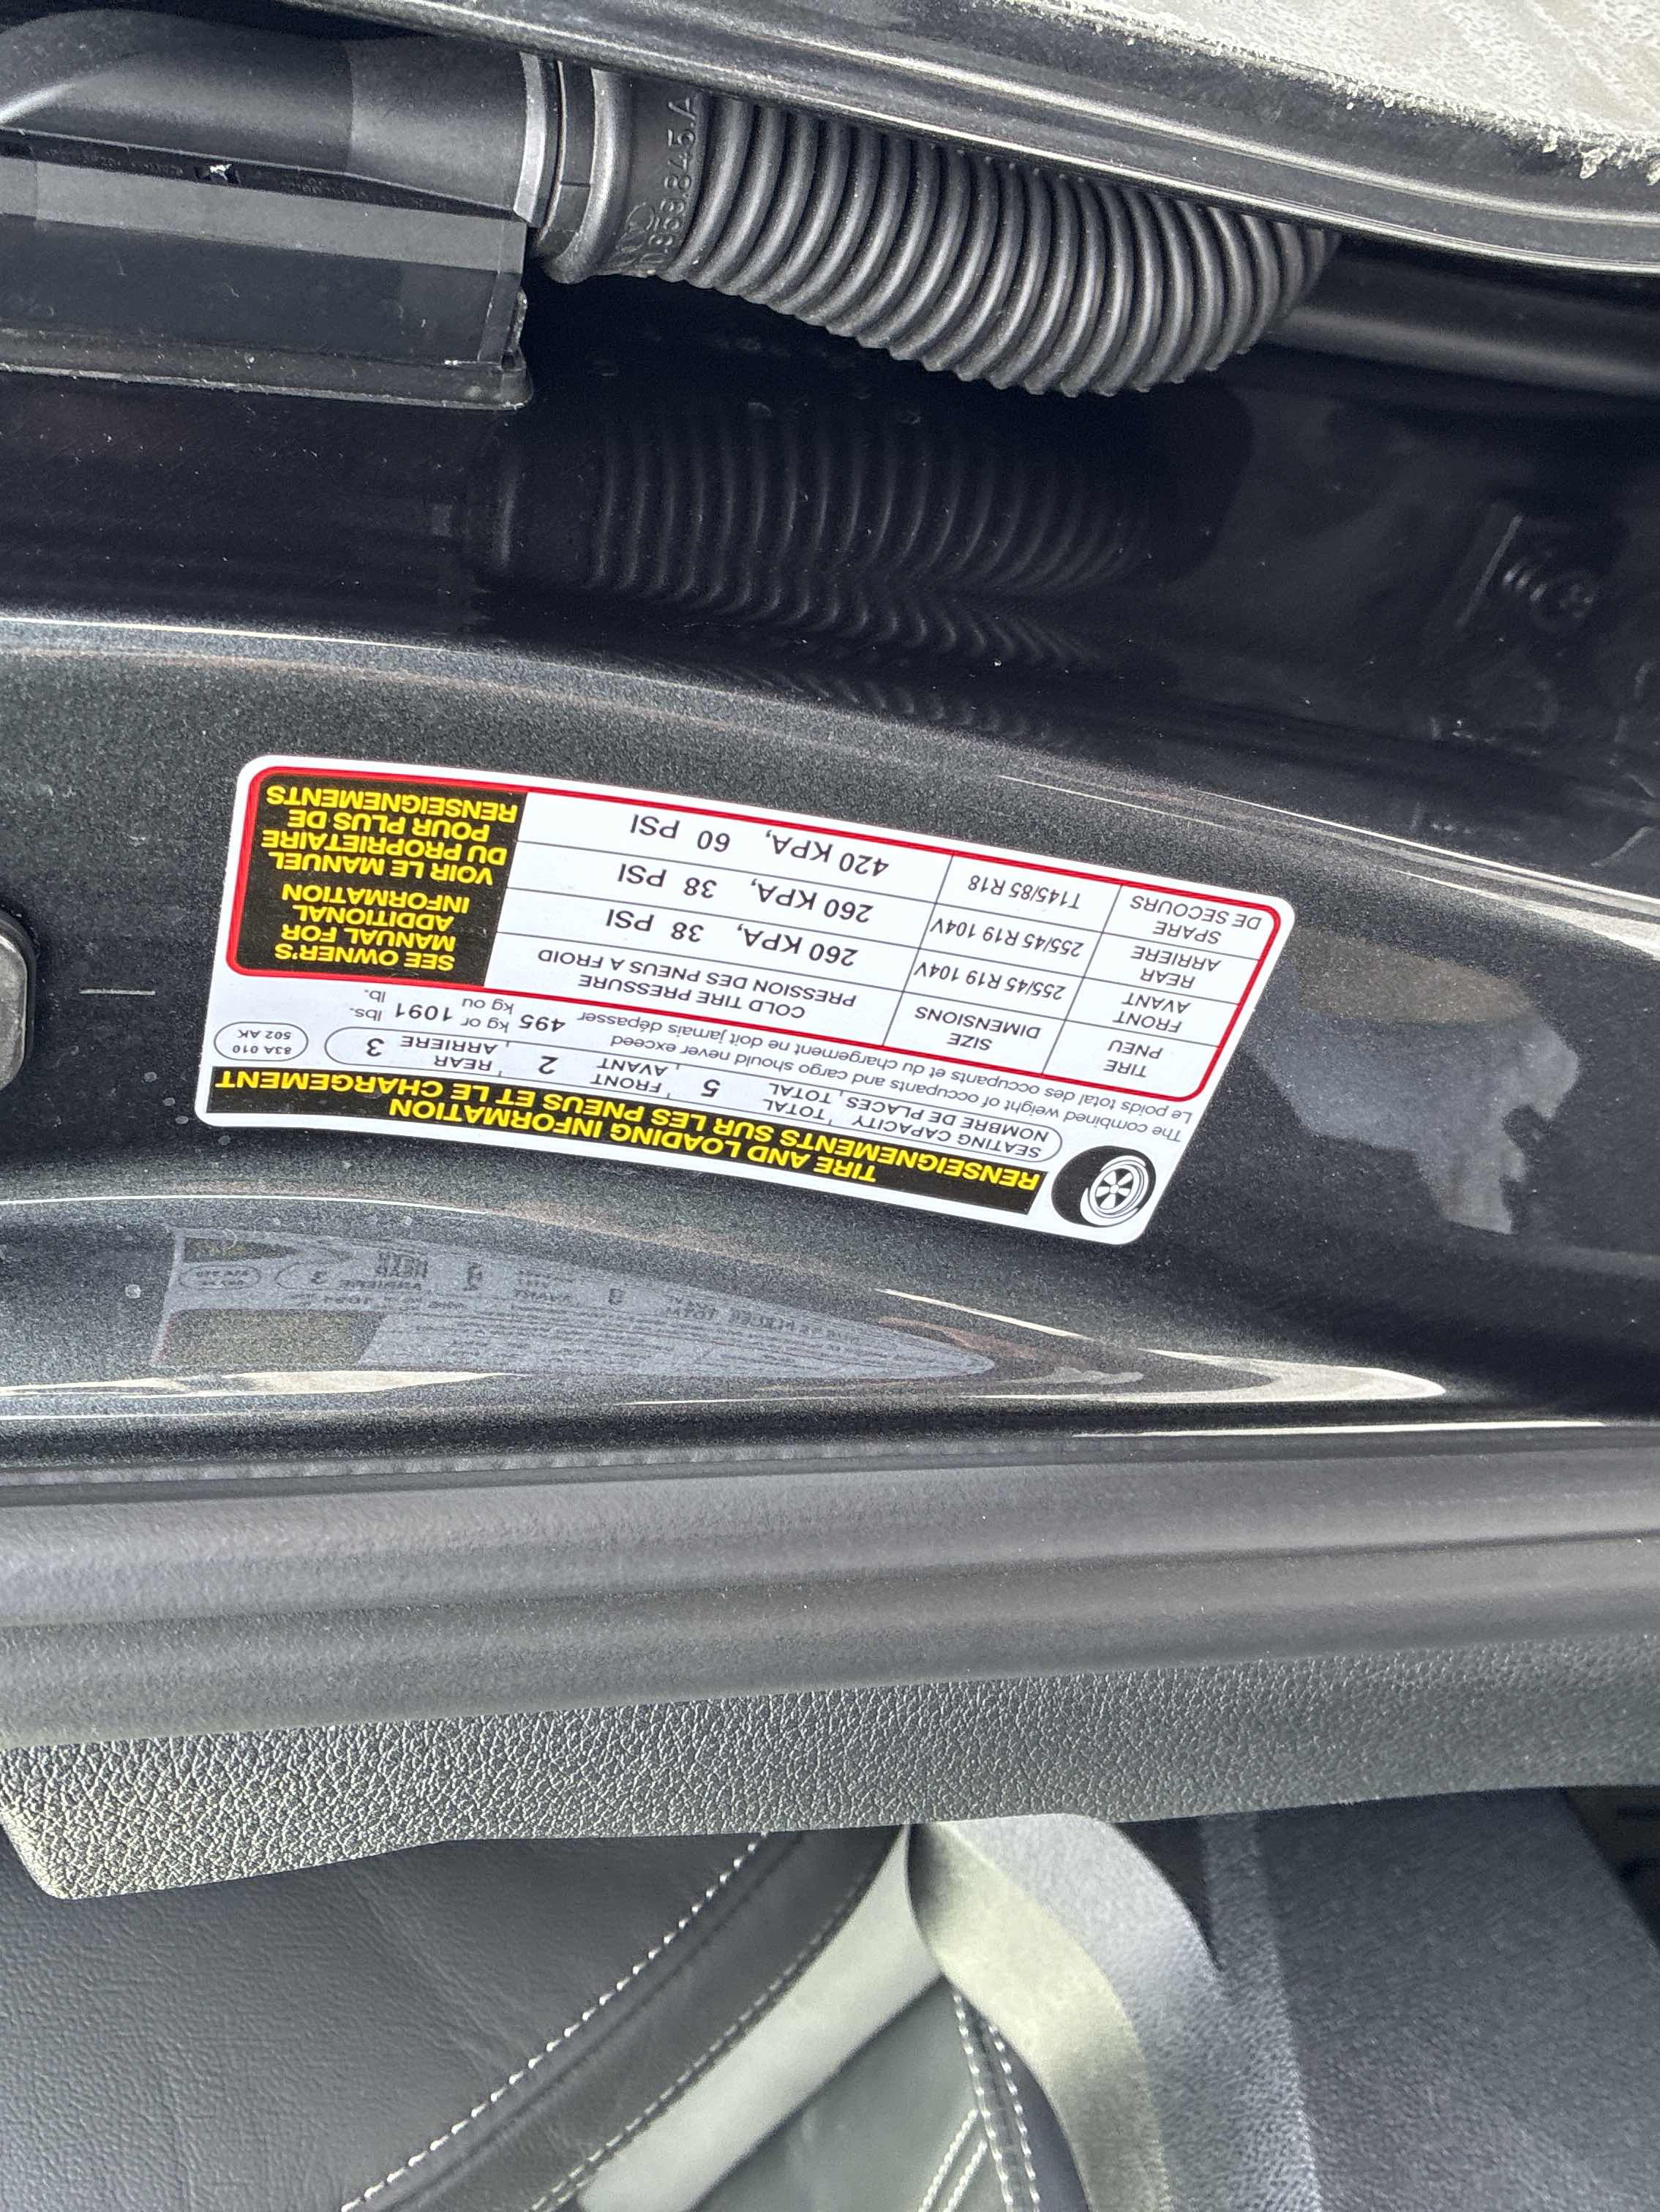 TIRE AND LOADING INFORMATION
RENSEIGNEMENTS SUR LES PNEUS ET LE CHARGEMENT
SEATING CAPACITY TOTAL FRONT REAR
NOMBRE DE PLACES, TOTAL 5, AVANT 2, ARRIERE 3
83A 010
502 AK
The combined weight of occupants and cargo should never exceed 495 kg or 1091 lbs.
Le poids total des occupants et du chargement ne doit jamais dépasser kg ou lb.
TIRE SIZE COLD TIRE PRESSURE
PNEU DIMENSIONS PRESSION DES PNEUS A FROID
FRONT
AVANT 255/45 R19 104V 260 KPA, 38 PSI
REAR
ARRIERE 255/45 R19 104V 260 KPA, 38 PSI
SPARE
DE SECOURS T145/85 R18 420 KPA, 60 PSI
SEE OWNER'S
MANUAL FOR
ADDITIONAL
INFORMATION
VOIR LE MANUEL
DU PROPRIETAIRE
POUR PLUS DE
RENSEIGNEMENTS